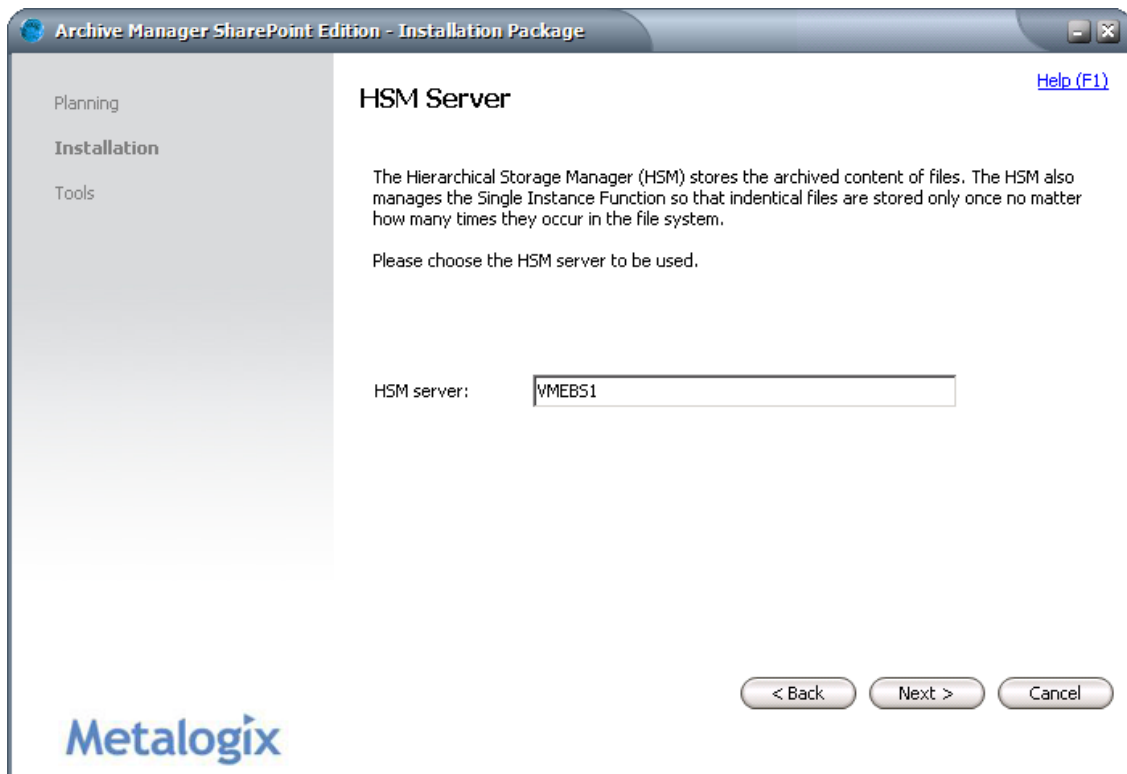 Archive Manager SharePoint Edition - Installation Package
Help (F1)
Planning
Installation
Tools
HSM Server
The Hierarchical Storage Manager (HSM) stores the archived content of files. The HSM also
manages the Single Instance Function so that indentical files are stored only once no matter
how many times they occur in the file system.
Please choose the HSM server to be used.
HSM server:
VMEBS1
< Back
Next >
Cancel
Metalogix